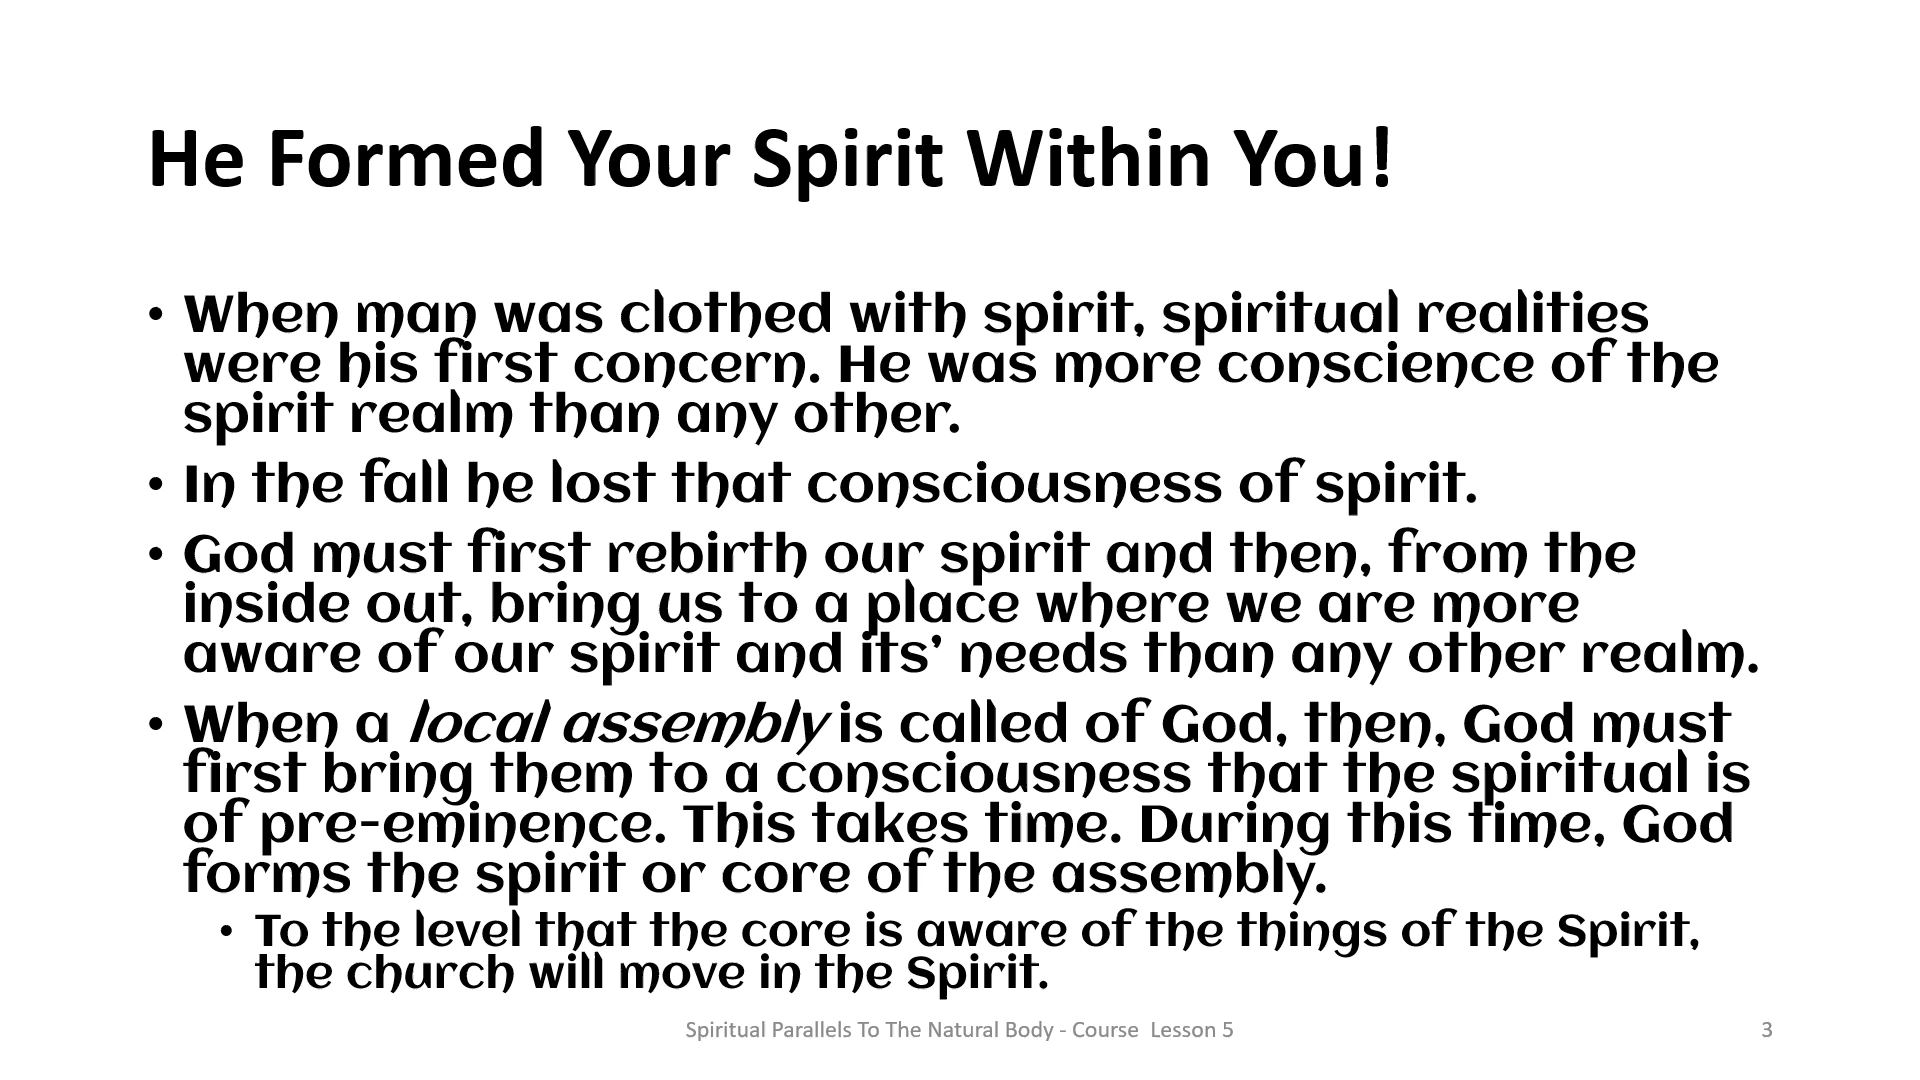 He Formed Your Spirit Within You!
• When man was clothed with spirit, spiritual realities
were his first concern. He was more conscience of the
spirit realm than any other.
• In the fall he lost that consciousness of spirit.
• God must first rebirth our spirit and then, from the
inside out, bring us to a place where we are more
aware of our spirit and its’ needs than any other realm.
• When a local assembly is called of God, then, God must
first bring them to a consciousness that the spiritual is
of pre-eminence. This takes time. During this time, God
forms the spirit or core of the assembly.
• To the level that the core is aware of the things of the Spirit,
the church will move in the Spirit.
Spiritual Parallels To The Natural Body - Course  Lesson 5
3